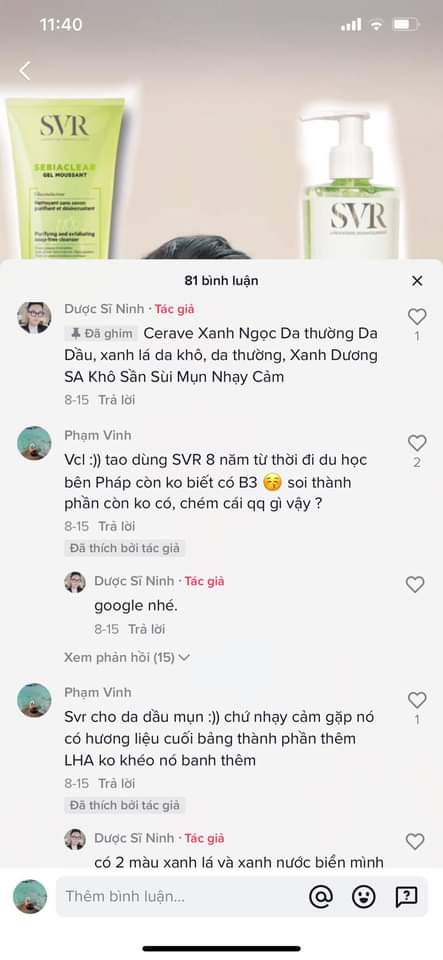 11:40
SVR
SEBIACLEAR
GEL MOUSSANT
Nettoyant sans savon
purifiant et désincrustant
Purifying and exfoliating
soap-free cleanser
SVR
81 bình luận
Dược Sĩ Ninh · Tác giả
Đã ghim Cerave Xanh Ngọc Da thường Da
Dầu, xanh lá da khô, da thường, Xanh Dương
SA Khô Sần Sùi Mụn Nhạy Cảm
1
8-15 Trả lời
Phạm Vinh
Vcl :)) tao dùng SVR 8 năm từ thời đi du học
bên Pháp còn ko biết có B3 😚 soi thành
phần còn ko có, chém cái qq gì vậy ?
2
8-15 Trả lời
Đã thích bởi tác giả
Dược Sĩ Ninh · Tác giả
google nhé.
8-15 Trả lời
Xem phản hồi (15)
Phạm Vinh
Svr cho da dầu mụn :)) chứ nhạy cảm gặp nó
có hương liệu cuối bảng thành phần thêm
LHA ko khéo nó banh thêm
1
8-15 Trả lời
Đã thích bởi tác giả
Dược Sĩ Ninh · Tác giả
có 2 màu xanh lá và xanh nước biển mình
Thêm bình luận...